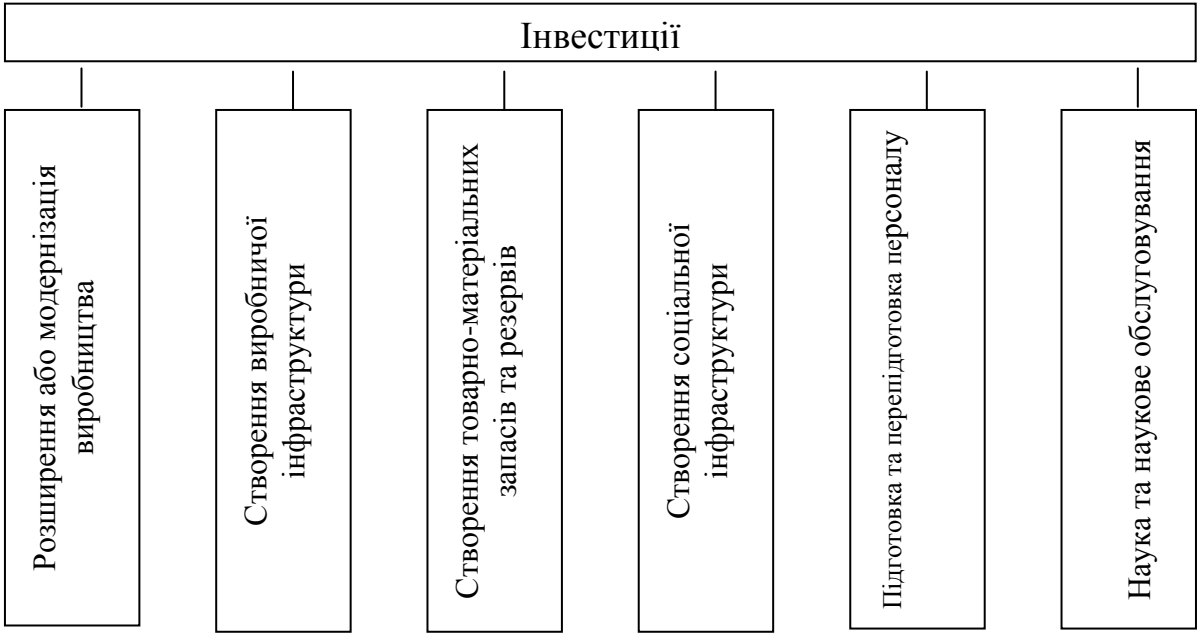 Інвестиції
Розширення або модернізація
виробництва
Створення виробничої
інфраструктури
Створення товарно-матеріальних
запасів та резервів
Створення соціальної
інфраструктури
Підготовка та перепідготовка персоналу
Наука та наукове обслуговування